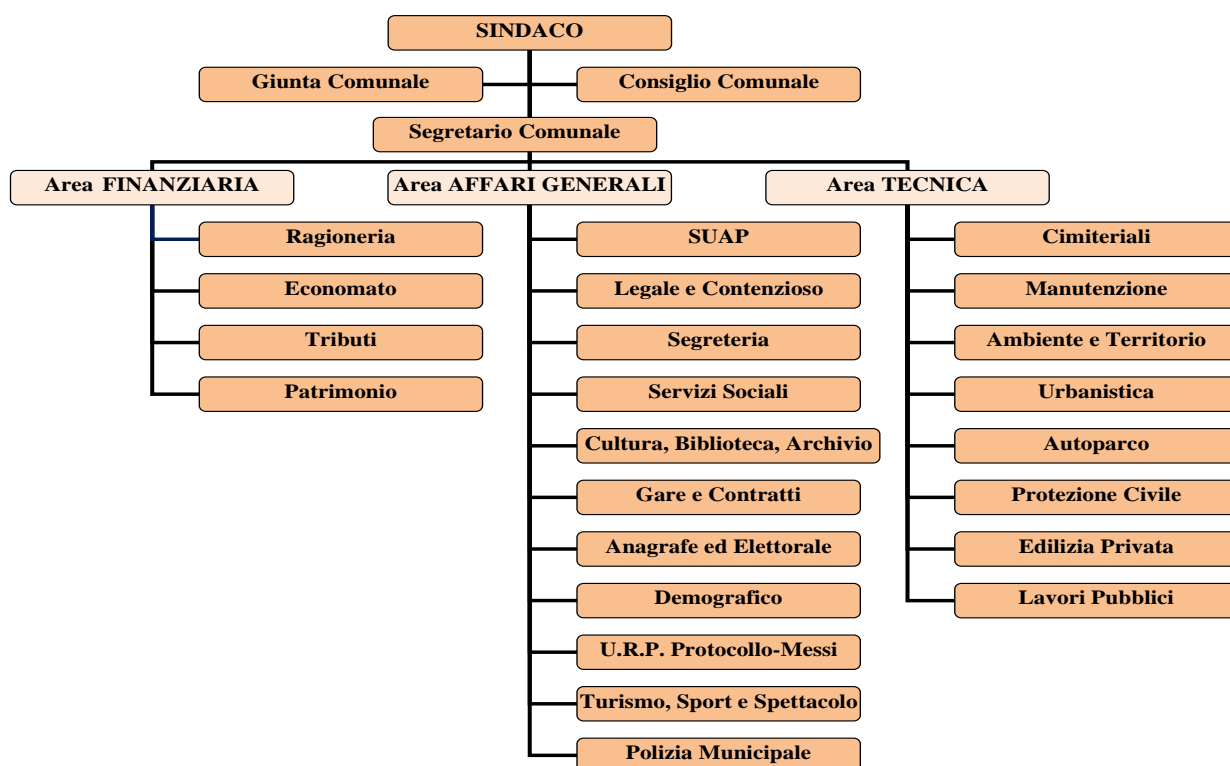 SINDACO
Giunta Comunale
Consiglio Comunale
Segretario Comunale
Area FINANZIARIA
Ragioneria
Economato
Tributi
Patrimonio
Area AFFARI GENERALI
SUAP
Legale e Contenzioso
Segreteria
Servizi Sociali
Cultura, Biblioteca, Archivio
Gare e Contratti
Anagrafe ed Elettorale
Demografico
U.R.P. Protocollo-Messi
Turismo, Sport e Spettacolo
Polizia Municipale
Area TECNICA
Cimiteriali
Manutenzione
Ambiente e Territorio
Urbanistica
Autoparco
Protezione Civile
Edilizia Privata
Lavori Pubblici